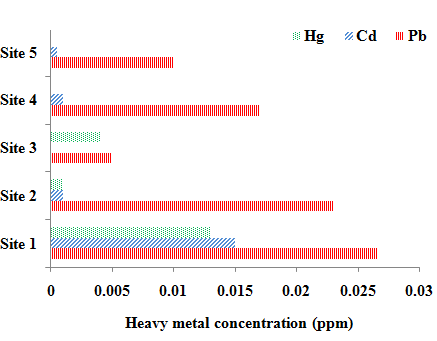 Hg Cd Pb
Site 5
Site 4
Site 3
Site 2
Site 1
0 0.005 0.01 0.015 0.02 0.025 0.03
Heavy metal concentration (ppm)